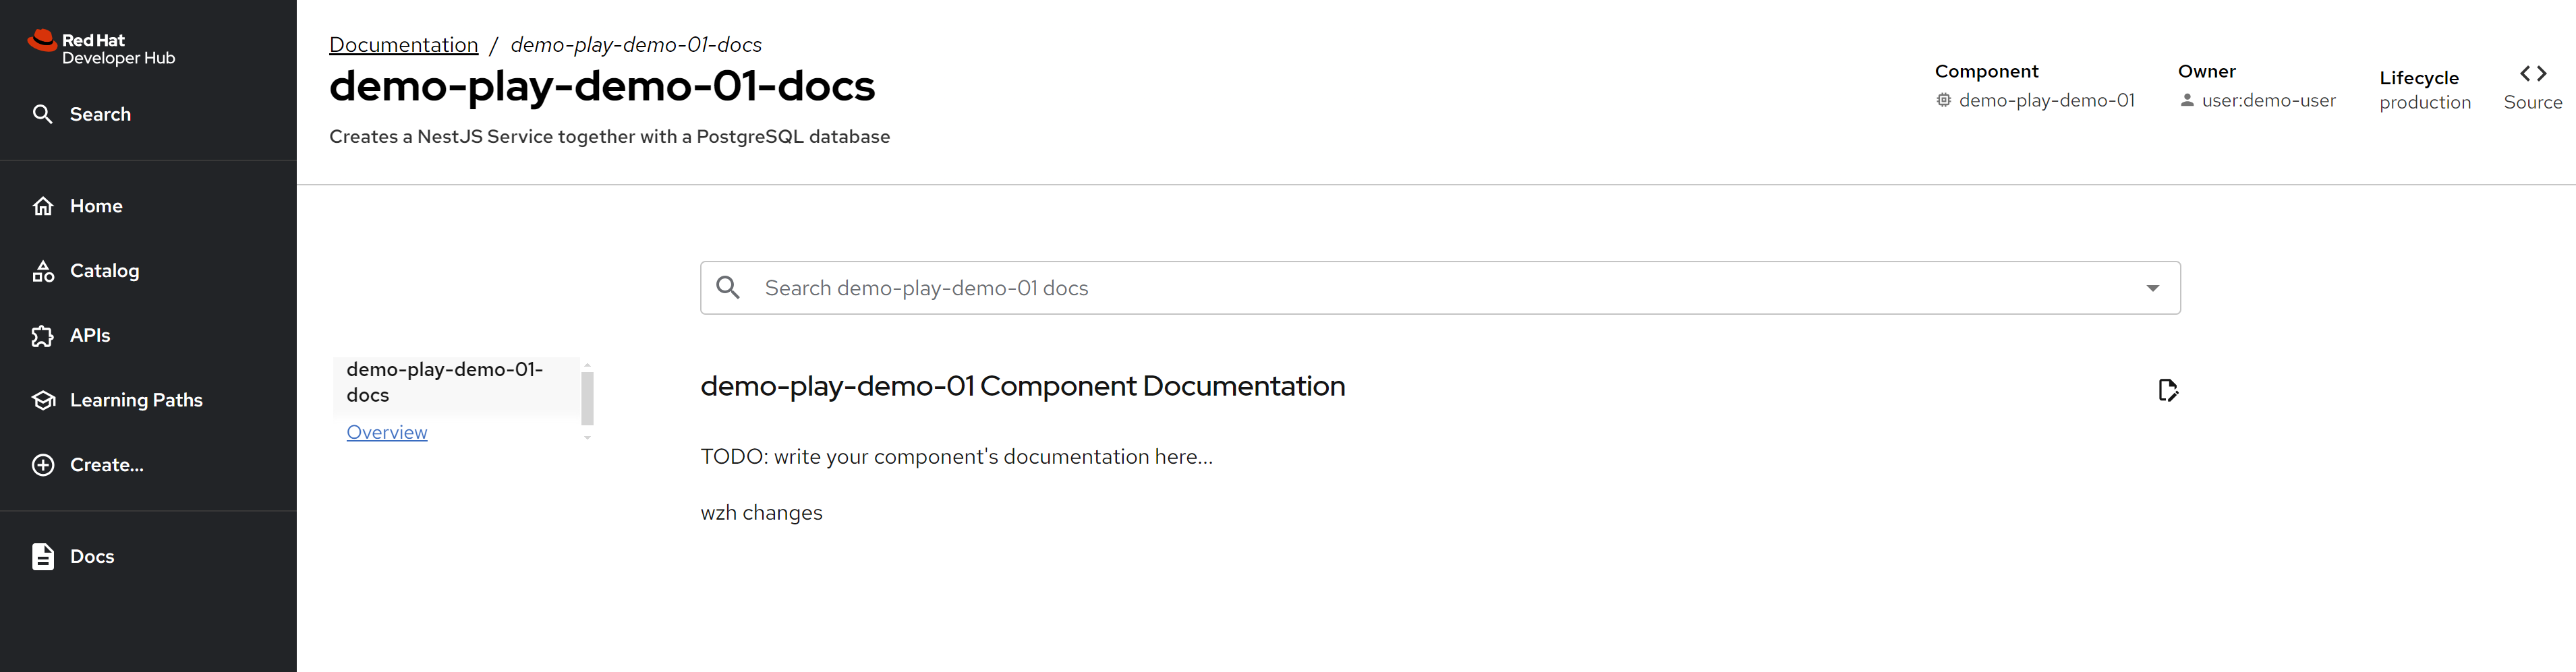 Red Hat
Developer Hub
Search
Home
Catalog
APIs
Learning Paths
Create...
Docs
Documentation / demo-play-demo-01-docs
demo-play-demo-01-docs
Creates a NestJS Service together with a PostgreSQL database
Component
demo-play-demo-01
Owner
user:demo-user
Lifecycle
production
Source
Search demo-play-demo-01 docs
demo-play-demo-01-
docs
Overview
demo-play-demo-01 Component Documentation
TODO: write your component's documentation here...
wzh changes